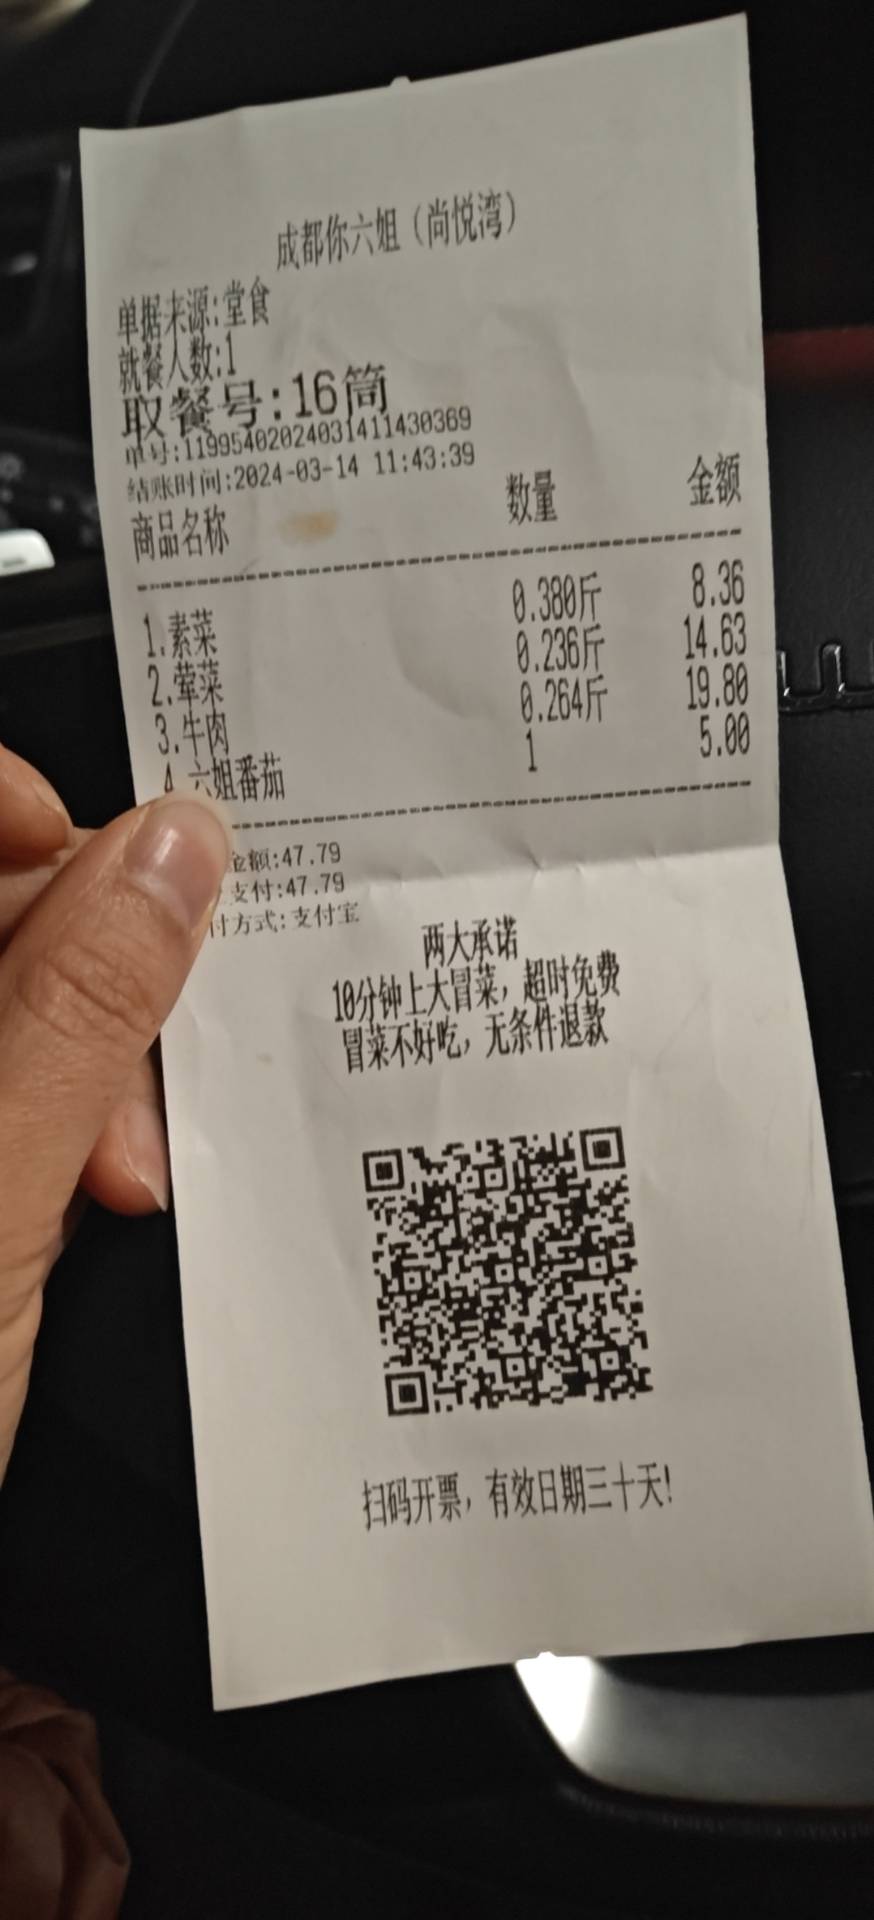 成都你六姐（尚悦湾）
单据来源:堂食
就餐人数:1
取餐号:16筒
单号:11995402024031411430369
结账时间:2024-03-14 11:43:39
商品名称 数量 金额
1.素菜 0.380斤 8.36
2.荤菜 0.236斤 14.63
3.牛肉 0.264斤 19.80
4.六姐番茄 1 5.00
金额:47.79
支付:47.79
付方式:支付宝
两大承诺
10分钟上大冒菜，超时免费
冒菜不好吃，无条件退款
扫码开票，有效日期三十天!